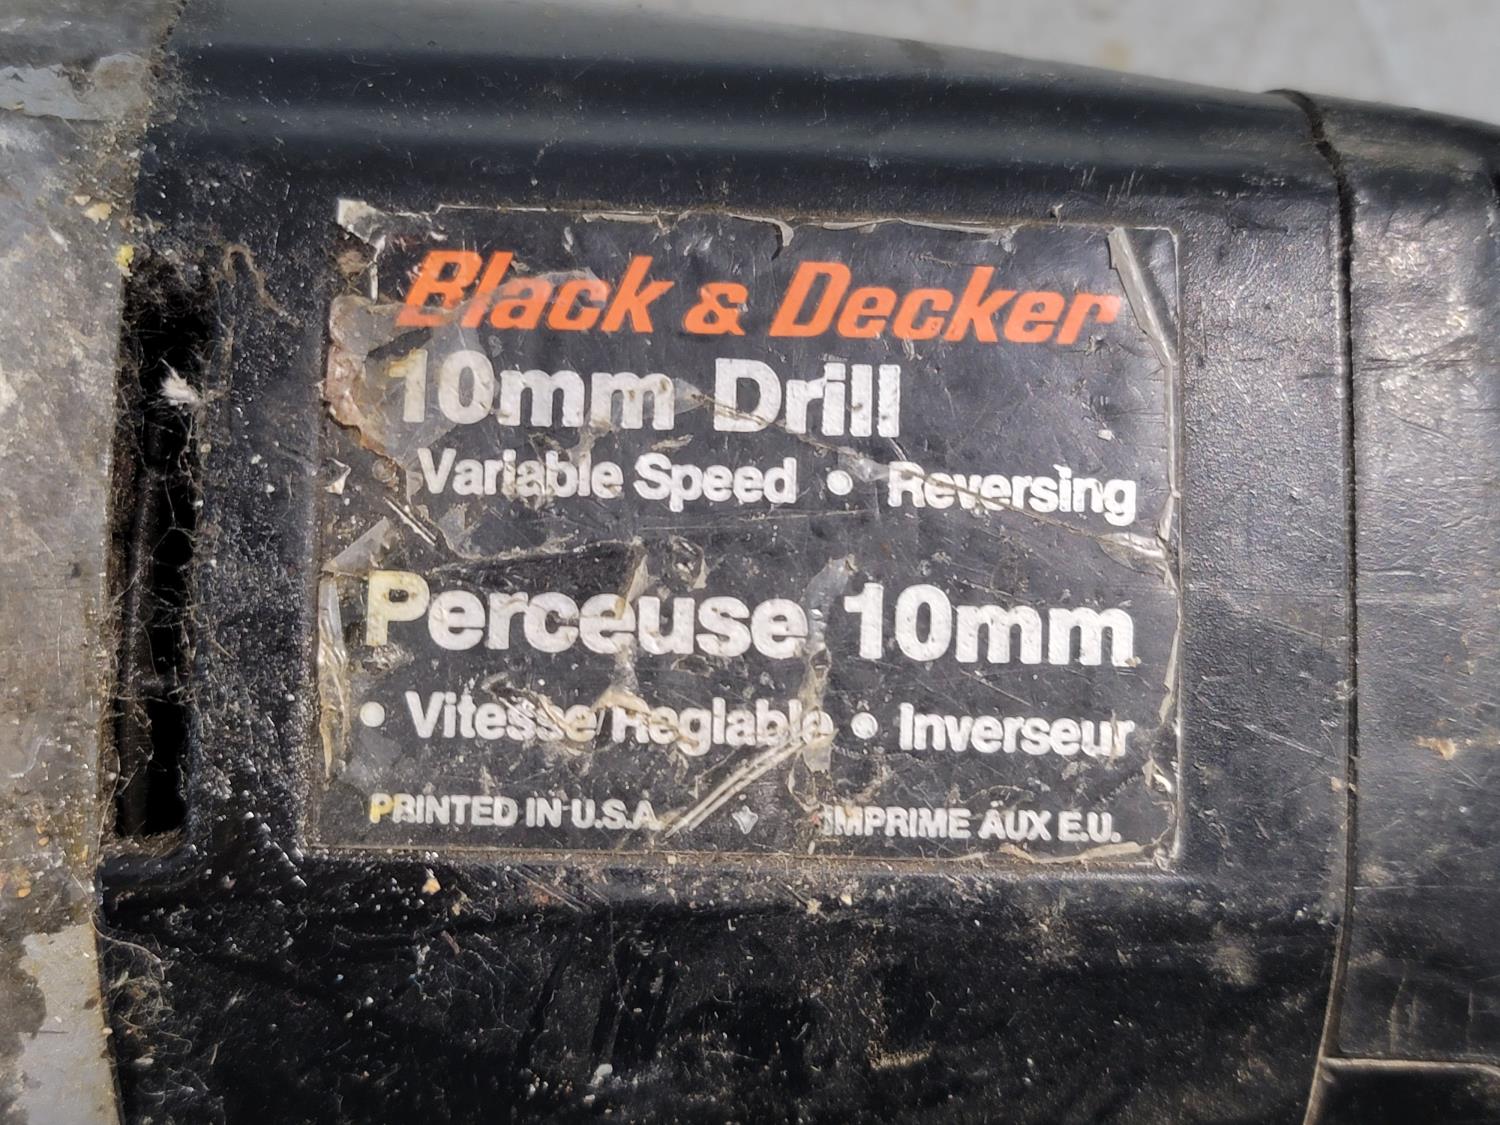 Black & Decker
10mm Drill
• Variable Speed • Reversing
Perceuse 10mm
• Vitesse Reglable • Inverseur
PRINTED IN U.S.A. IMPRIME AUX E.U.